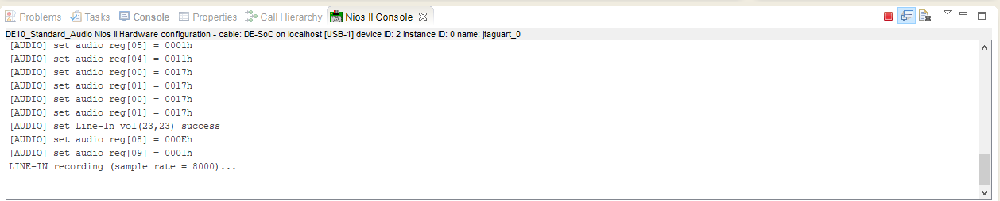 Problems Tasks Console Properties Call Hierarchy Nios II Console
DE10_Standard_Audio Nios II Hardware configuration - cable: DE-SoC on localhost [USB-1] device ID: 2 instance ID: 0 name: jtaguart_0
[AUDIO] set audio reg[05] = 0001h
[AUDIO] set audio reg[04] = 0011h
[AUDIO] set audio reg[00] = 0017h
[AUDIO] set audio reg[01] = 0017h
[AUDIO] set audio reg[00] = 0017h
[AUDIO] set audio reg[01] = 0017h
[AUDIO] set Line-In vol(23,23) success
[AUDIO] set audio reg[08] = 000Eh
[AUDIO] set audio reg[09] = 0001h
LINE-IN recording (sample rate = 8000)...